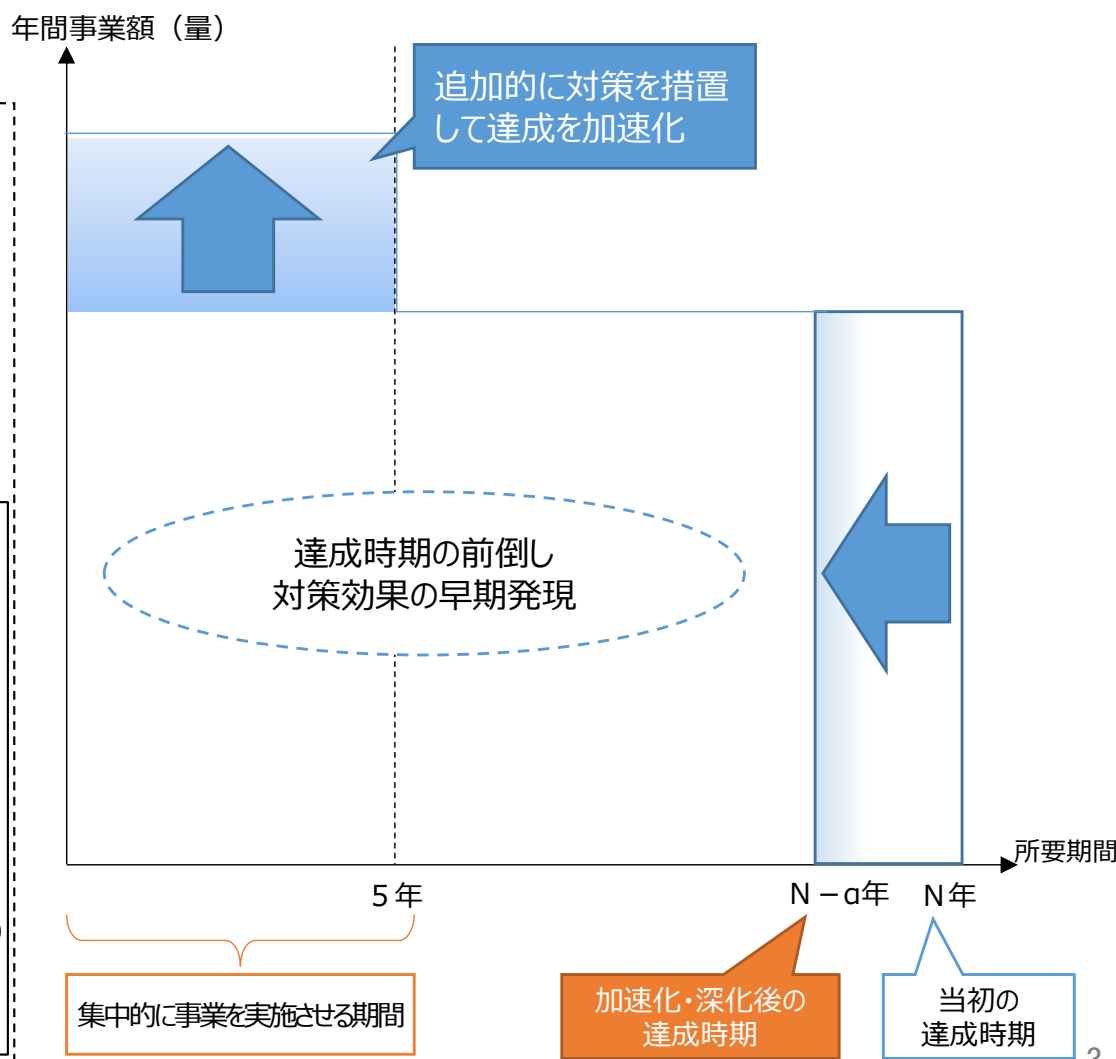 年間事業額（量）
追加的に対策を措置
して達成を加速化
達成時期の前倒し
対策効果の早期発現
所要期間
５年
Ｎ－α年
Ｎ年
集中的に事業を実施させる期間
加速化・深化後の
達成時期
当初の
達成時期